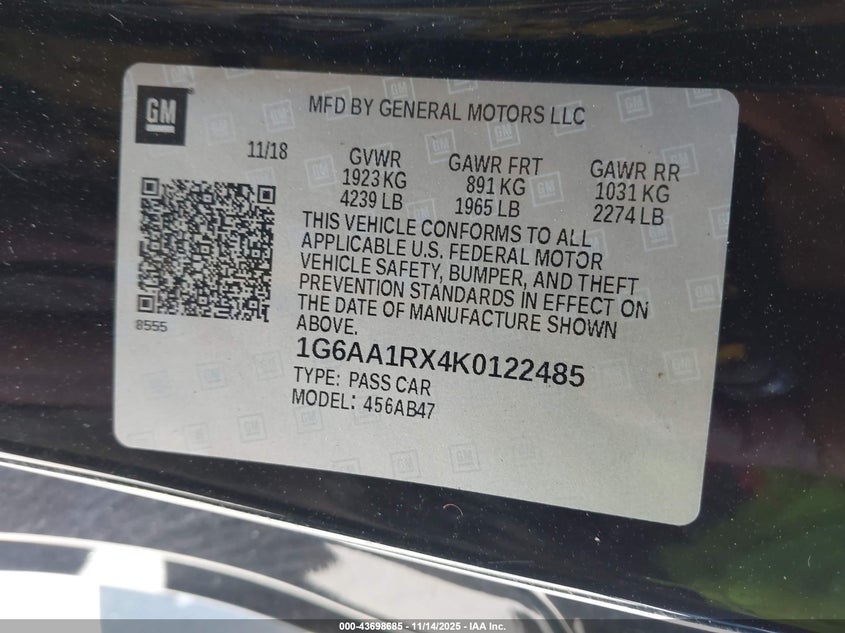 GM
MFD BY GENERAL MOTORS LLC
11/18
GVWR
1923 KG
4239 LB
GAWR FRT
891 KG
1965 LB
GAWR RR
1031 KG
2274 LB
THIS VEHICLE CONFORMS TO ALL
APPLICABLE U.S. FEDERAL MOTOR
VEHICLE SAFETY, BUMPER, AND THEFT
PREVENTION STANDARDS IN EFFECT ON
THE DATE OF MANUFACTURE SHOWN
ABOVE.
8555
1G6AA1RX4K0122485
TYPE: PASS CAR
MODEL: 456AB47
000-43698685 - 11/14/2025 - IAA Inc.